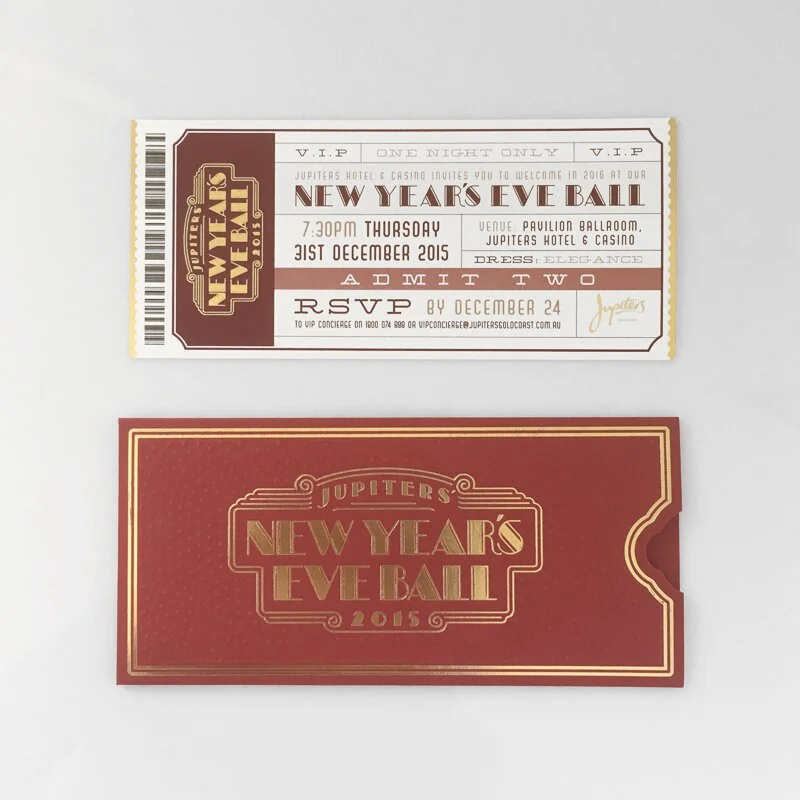 JUPITERS'
NEW YEAR'S
EVE BALL
2015
V.I.P ONE NIGHT ONLY V.I.P
JUPITERS HOTEL & CASINO INVITES YOU TO WELCOME IN 2016 AT OUR
NEW YEAR'S EVE BALL
7:30PM THURSDAY
31ST DECEMBER 2015
VENUE: PAVILION BALLROOM,
JUPITERS HOTEL & CASINO
DRESS: ELEGANCE
ADMIT TWO
RSVP BY DECEMBER 24
TO VIP CONCIERGE ON 1800 074 888 OR VIPCONCIERGE@JUPITERSGOLDCOAST.COM.AU
Jupiters
JUPITERS'
NEW YEAR'S
EVE BALL
2015